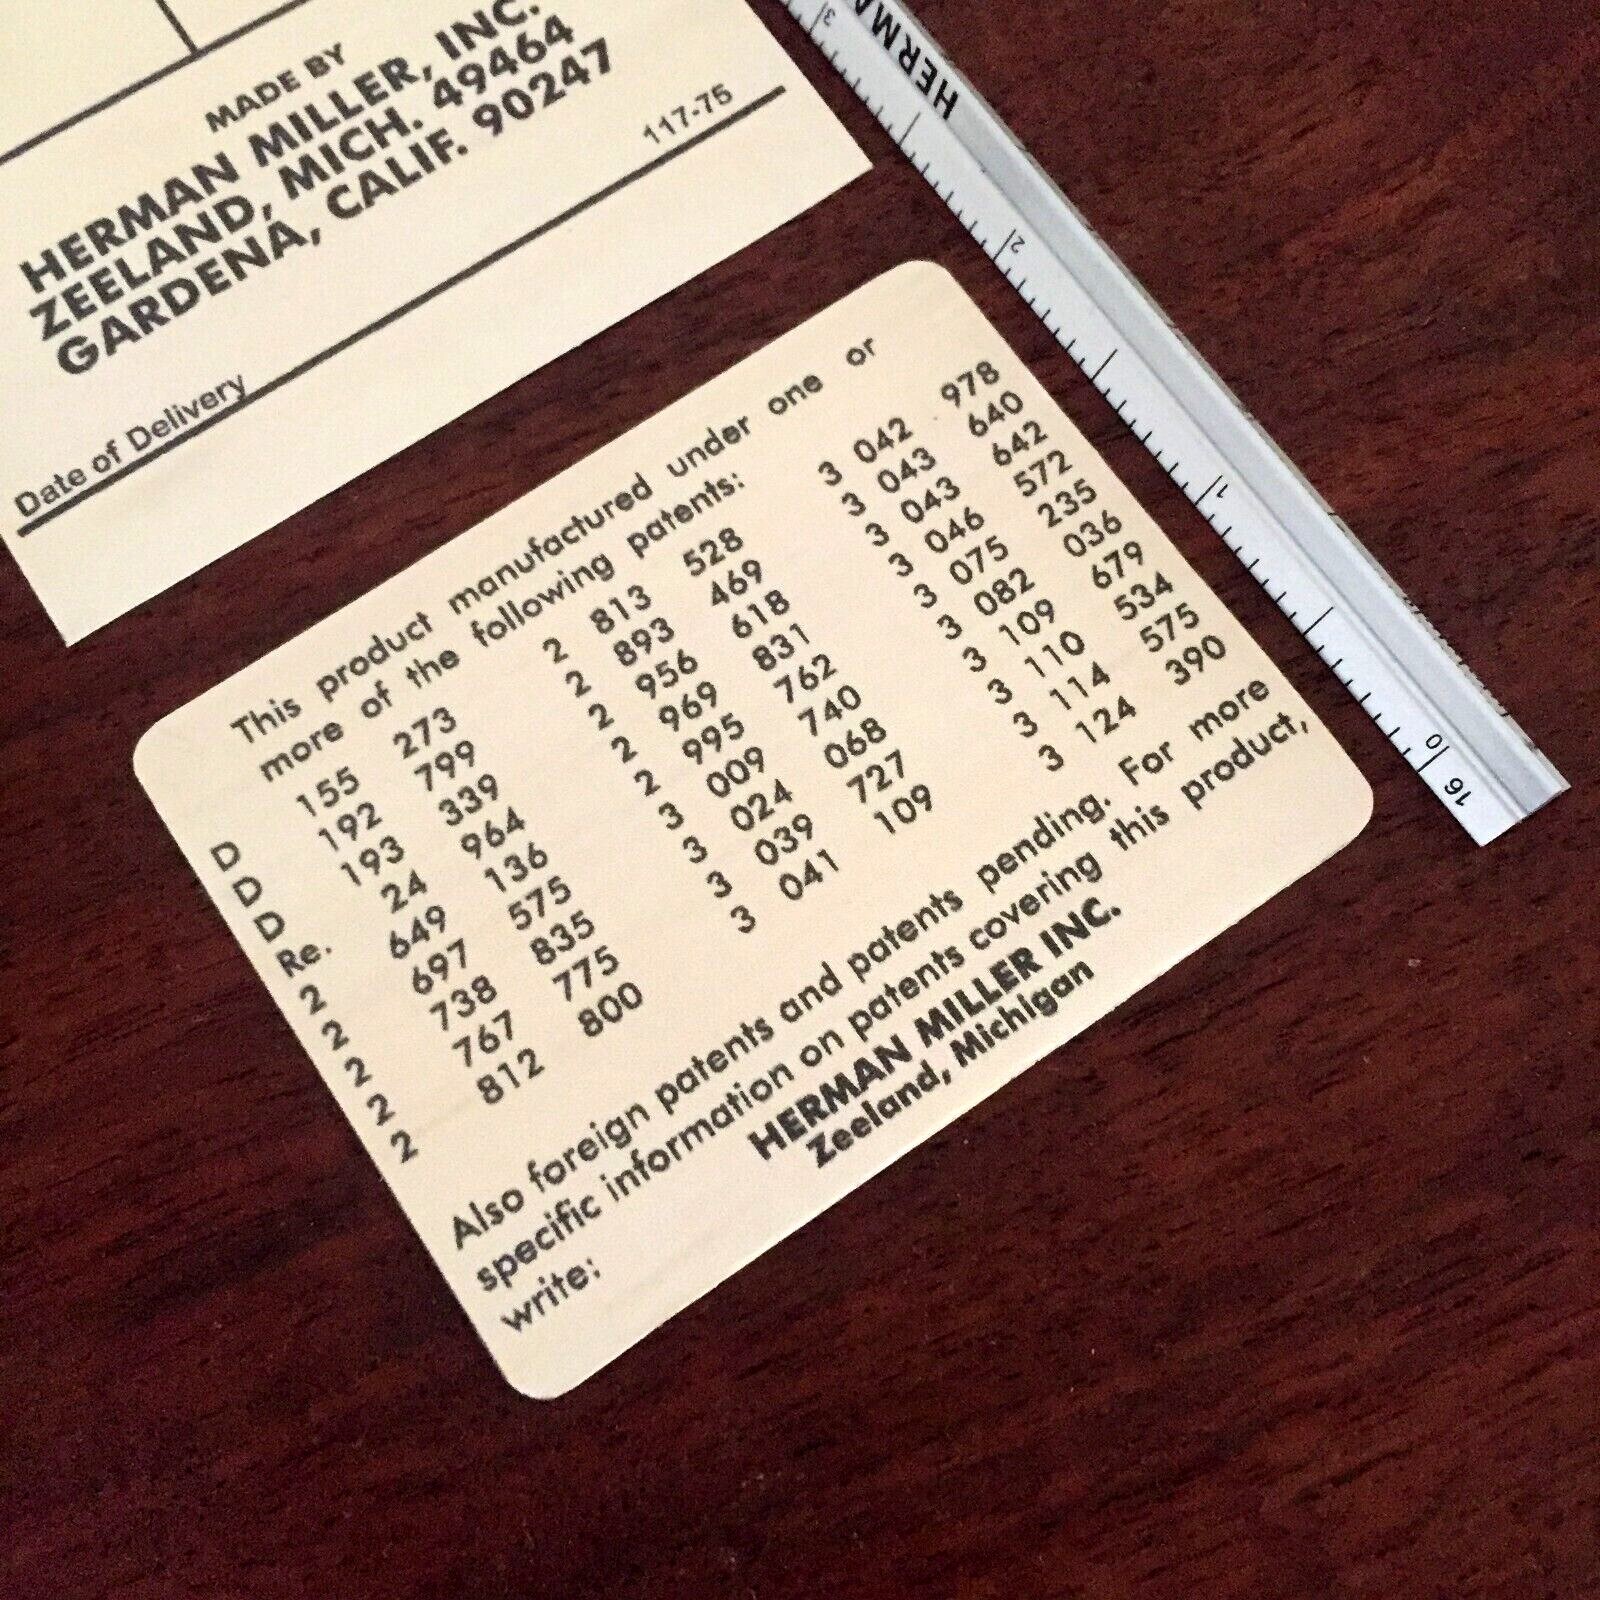 MADE BY
HERMAN MILLER, INC.
ZEELAND, MICH. 49464
GARDENA, CALIF. 90247
117-75
Date of Delivery
This product manufactured under one or
more of the following patents:
D 155 273 2 813 528 3 042 978
D 192 799 2 893 469 3 043 640
D 193 339 2 956 618 3 043 642
Re. 24 964 2 969 831 3 046 572
2 649 136 2 995 762 3 075 235
2 697 575 3 009 740 3 082 036
2 738 835 3 024 068 3 109 679
2 767 775 3 039 727 3 110 534
2 812 800 3 041 109 3 114 575
3 124 390
Also foreign patents and patents pending. For more
specific information on patents covering this product,
write:
HERMAN MILLER INC.
Zeeland, Michigan
HERMA
3
2
1
0
16